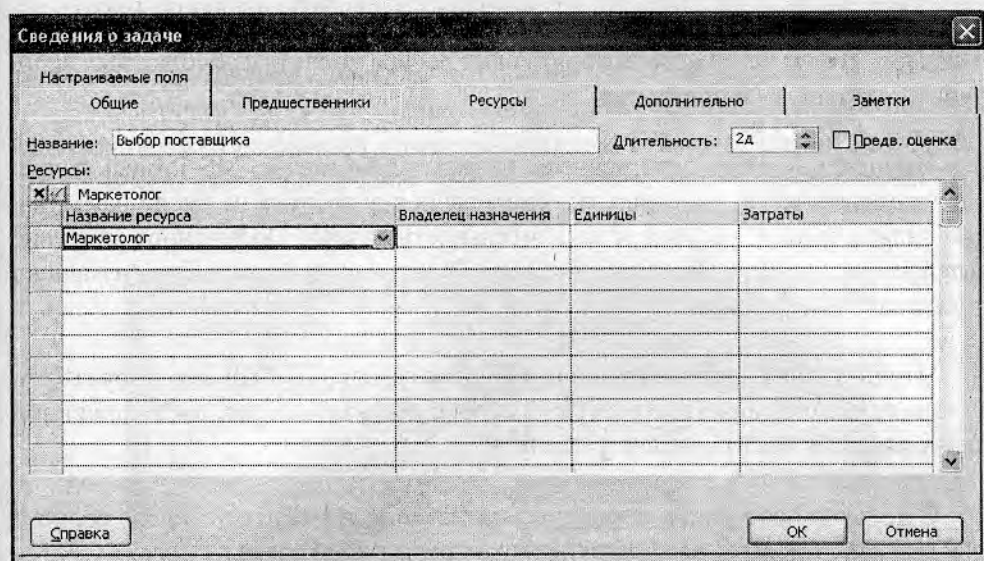 Сведения о задаче
Настраиваемые поля
Общие Предшественники Ресурсы Дополнительно Заметки
Название: Выбор поставщика Длительность: 2д Предв. оценка
Ресурсы:
Маркетолог
Название ресурса Владелец назначения Единицы Затраты
Маркетолог
Справка ОК Отмена